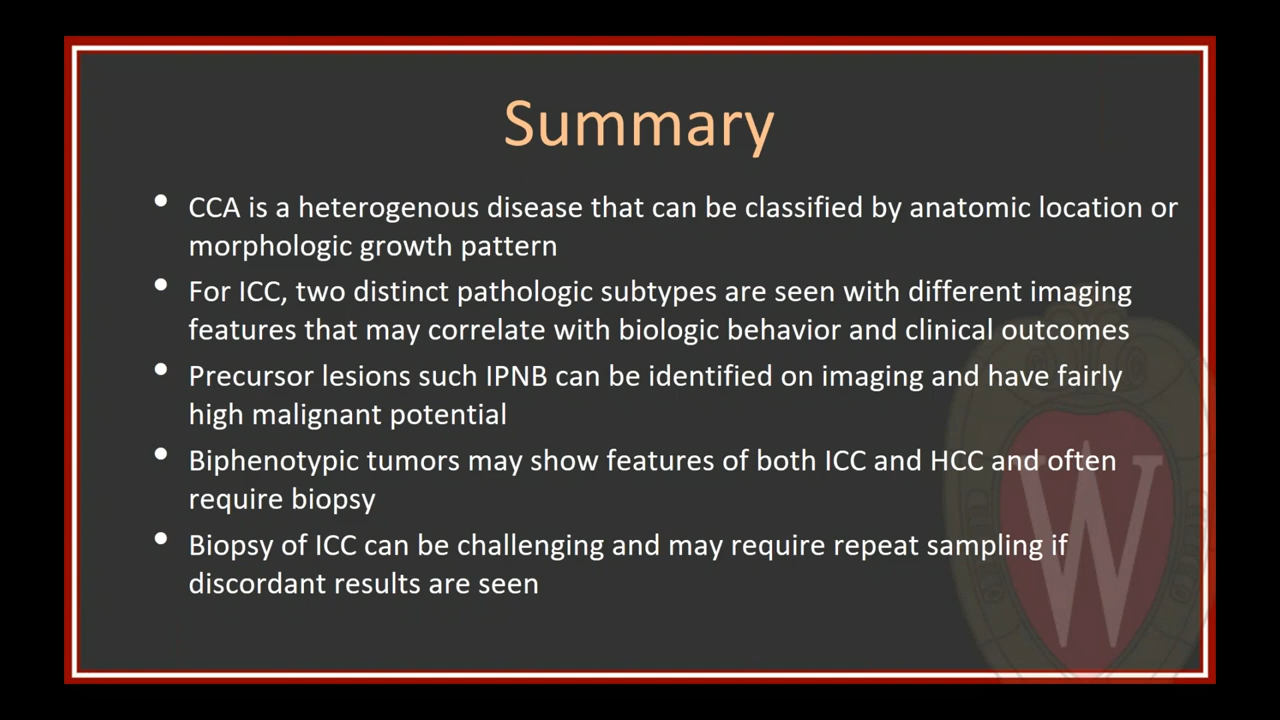 Summary
• CCA is a heterogenous disease that can be classified by anatomic location or
morphologic growth pattern
• For ICC, two distinct pathologic subtypes are seen with different imaging
features that may correlate with biologic behavior and clinical outcomes
• Precursor lesions such IPNB can be identified on imaging and have fairly
high malignant potential
• Biphenotypic tumors may show features of both ICC and HCC and often
require biopsy
• Biopsy of ICC can be challenging and may require repeat sampling if
discordant results are seen
W